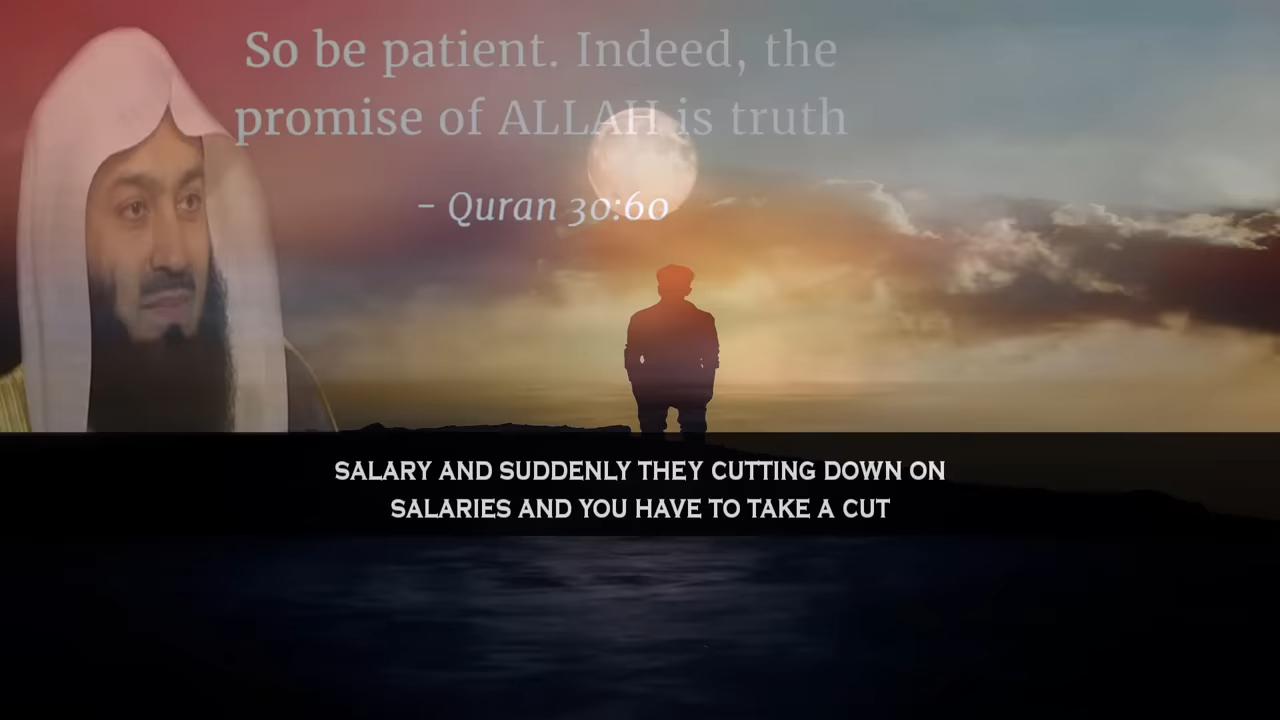 So be patient. Indeed, the
promise of ALLAH is truth
– Quran 30:60
SALARY AND SUDDENLY THEY CUTTING DOWN ON
SALARIES AND YOU HAVE TO TAKE A CUT